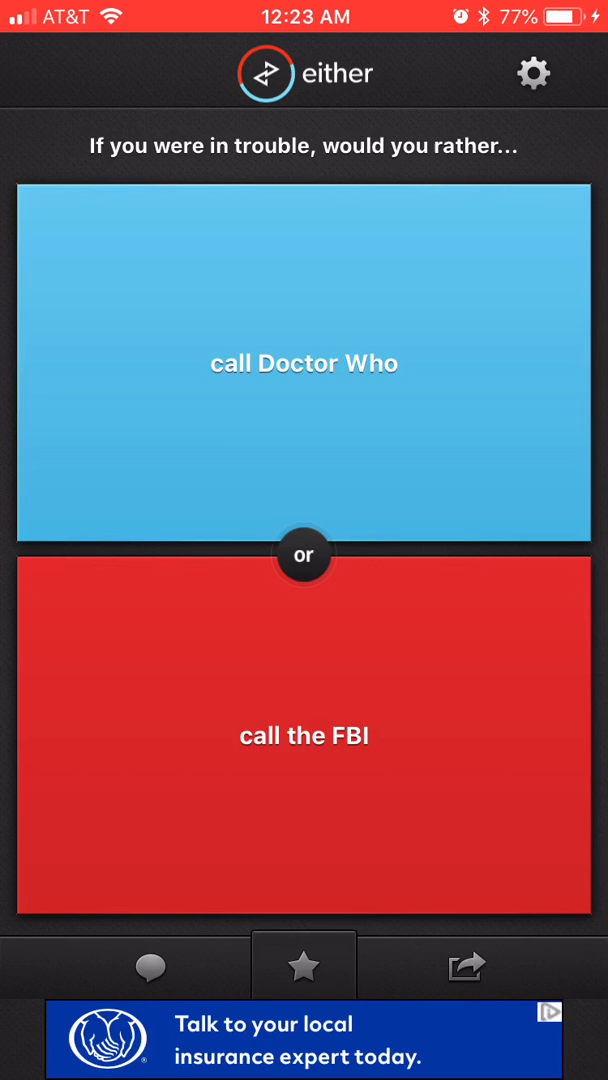 AT&T 12:23 AM 77%
either
If you were in trouble, would you rather...
call Doctor Who
or
call the FBI
Talk to your local
insurance expert today.